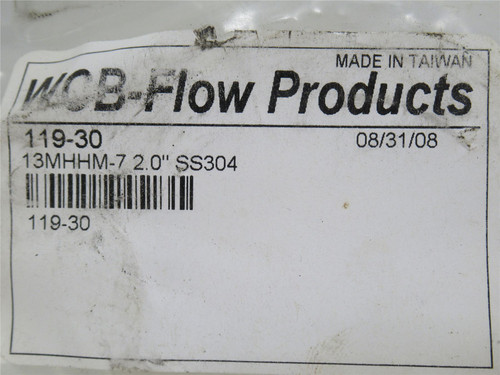 MADE IN TAIWAN
WCB-Flow Products
119-30 08/31/08
13MHHM-7 2.0" SS304
119-30